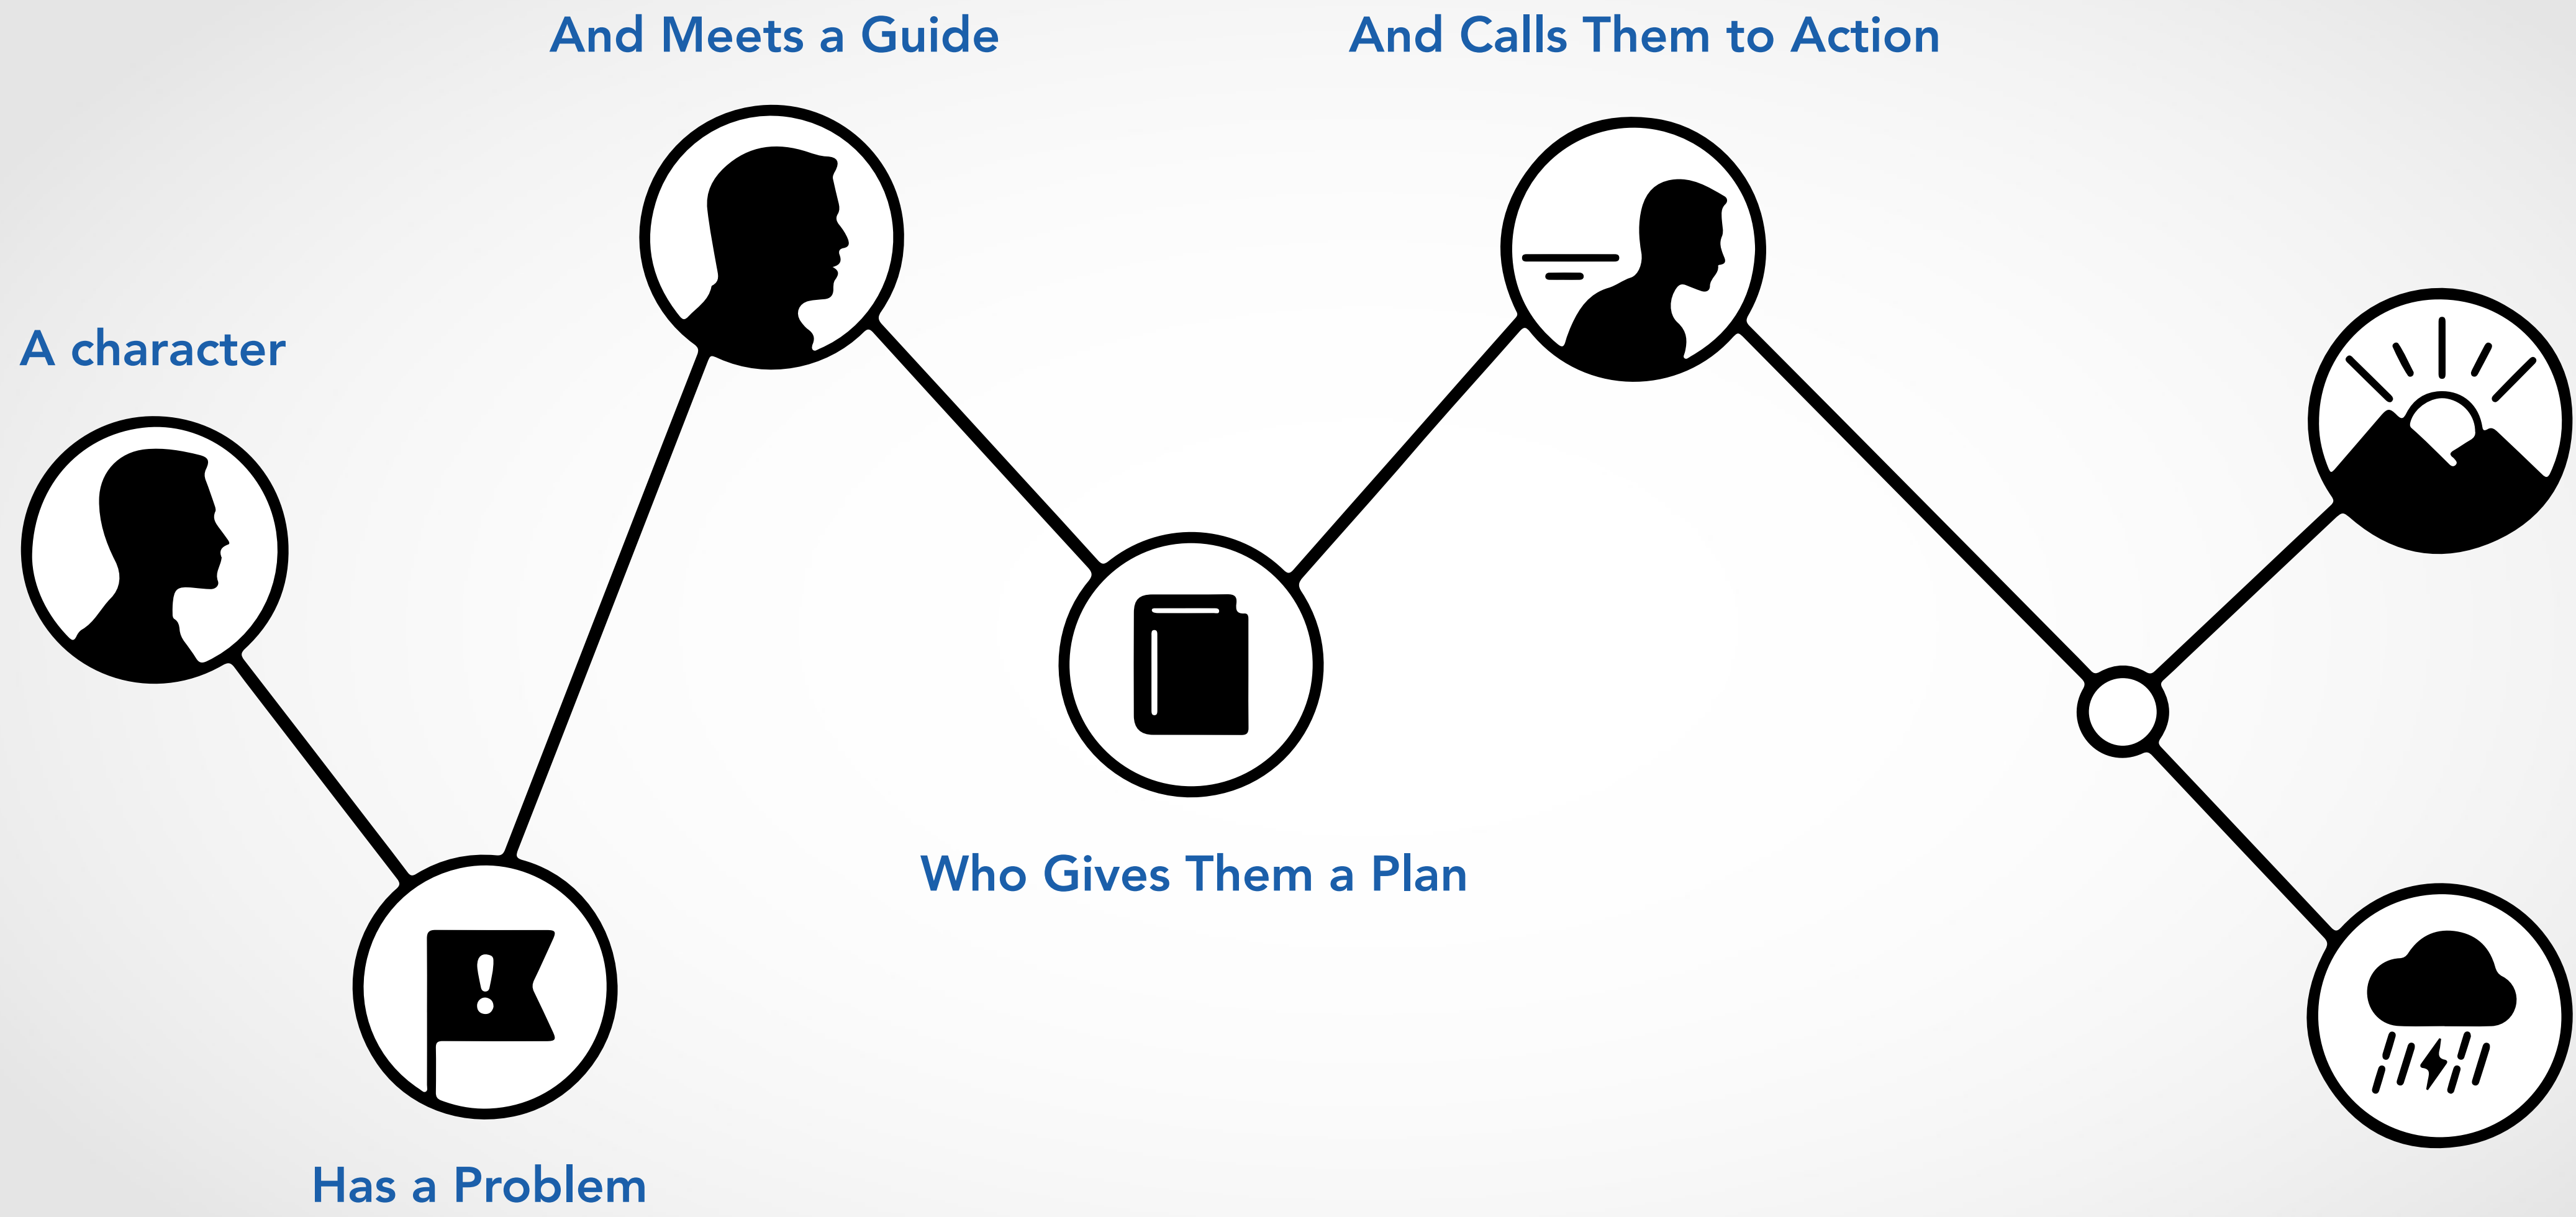 A character
Has a Problem
And Meets a Guide
Who Gives Them a Plan
And Calls Them to Action
!